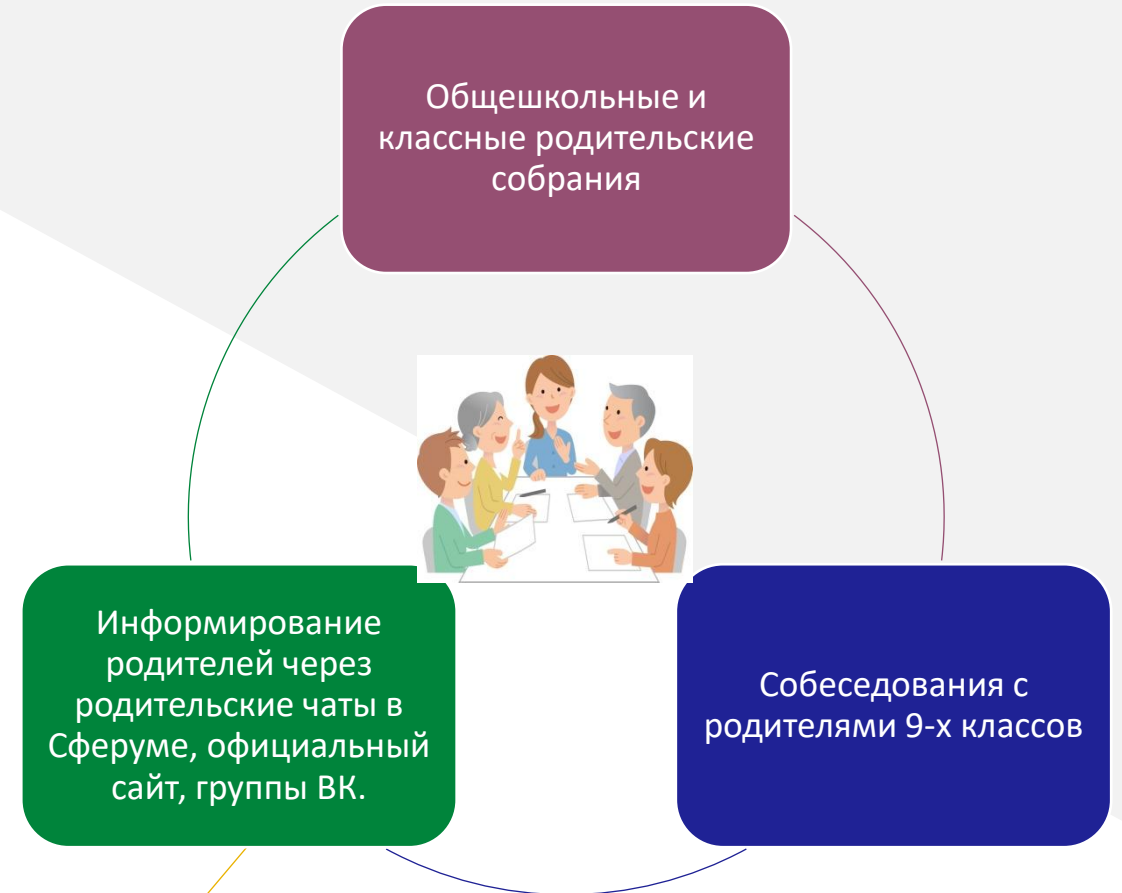 Общешкольные и
классные родительские
собрания
Информирование
родителей через
родительские чаты в
Сферуме, официальный
сайт, группы ВК.
Собеседования с
родителями 9-х классов